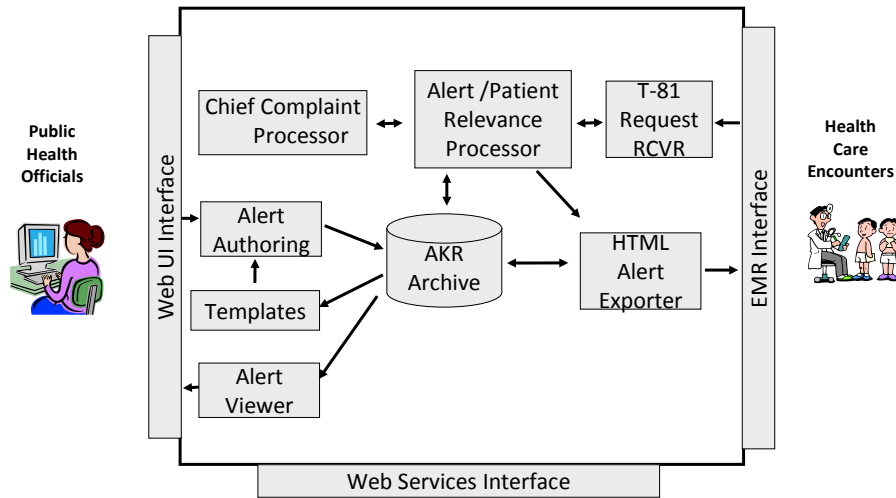 Public
Health
Officials
Web UI Interface
Chief Complaint
Processor
Alert /Patient
Relevance
Processor
T-81
Request
RCVR
Alert
Authoring
AKR
Archive
HTML
Alert
Exporter
Templates
Alert
Viewer
EMR Interface
Health
Care
Encounters
Web Services Interface